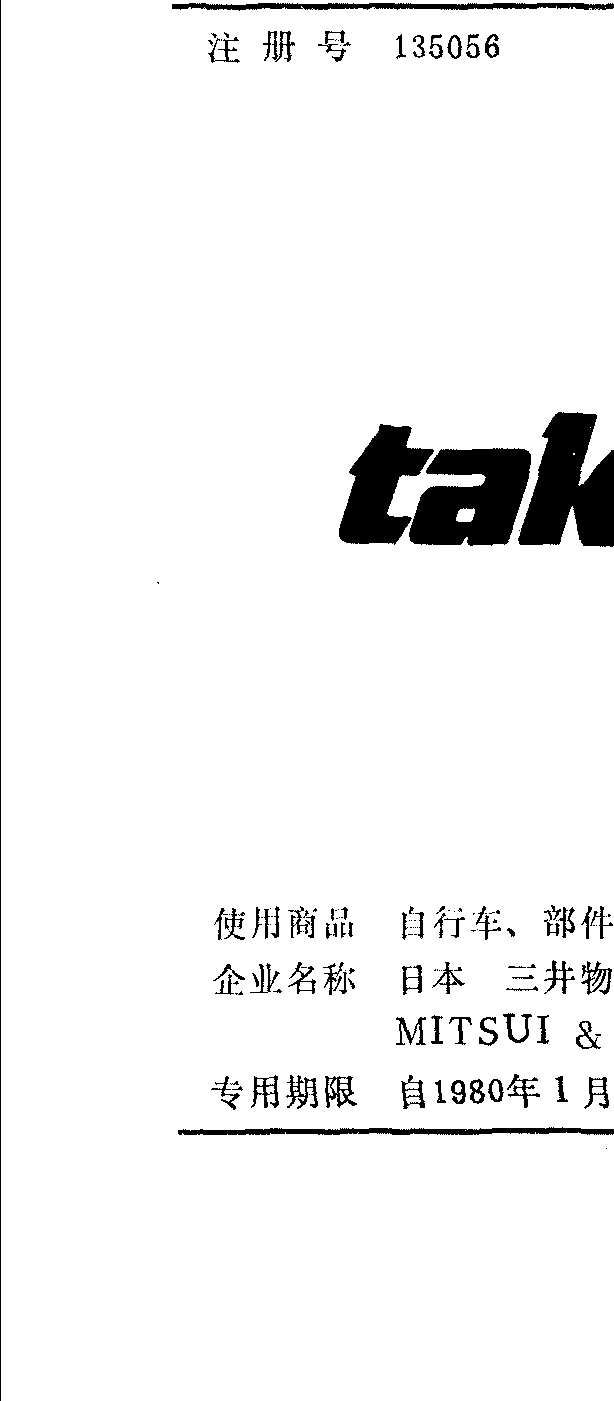 注册号 135056
tak
使用商品 自行车、部件
企业名称 日本 三井物
MITSUI &
专用期限 自1980年1月